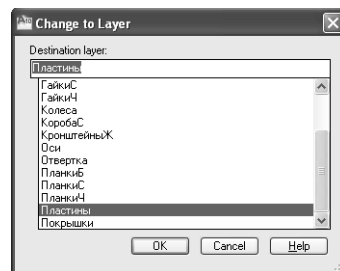 Change to Layer
Destination layer:
Пластины
ГайкиС
ГайкиЧ
Колеса
КоробаС
КронштейныЖ
Оси
Отвертка
ПланкиБ
ПланкиС
ПланкиЧ
Пластины
Покрышки
OK Cancel Help